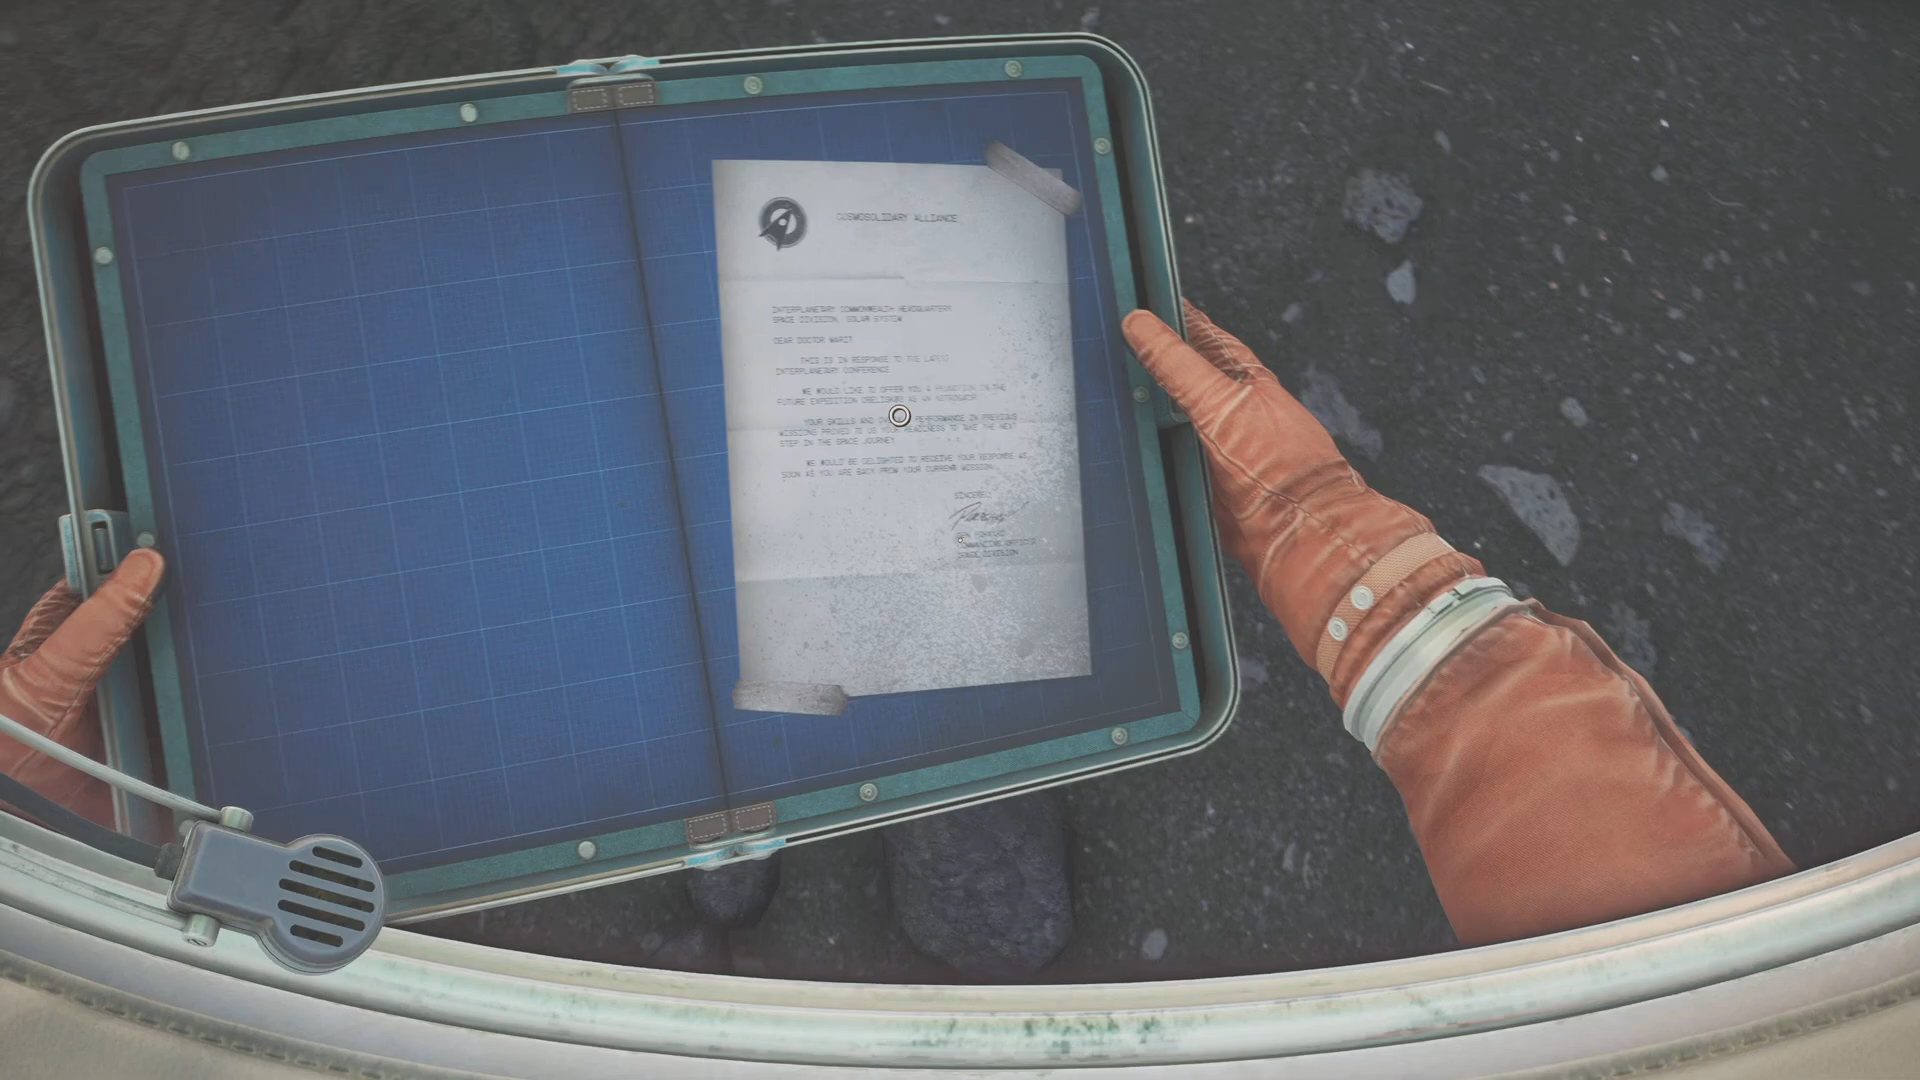 COSMOSOLIDARY ALLIANCE
INTERPLANETARY COMMONWEALTH HEADQUARTERS
SPACE DIVISION, SOLAR SYSTEM
DEAR DOCTOR
THIS IS IN RESPONSE TO THE LATEST
INTERPLANETARY CONFERENCE
WE WOULD LIKE TO OFFER YOU A IN THE
FUTURE EXPEDITION AS AN
YOUR SKILLS AND PERFORMANCE IN PREVIOUS
MISSIONS PROVED TO US YOUR READINESS TO TAKE THE NEXT
STEP IN THE SPACE JOURNEY
WE WOULD BE DELIGHTED TO RECEIVE YOUR RESPONSE AS
SOON AS YOU ARE BACK FROM YOUR CURRENT MISSION
COMMANDING OFFICER
SPACE DIVISION